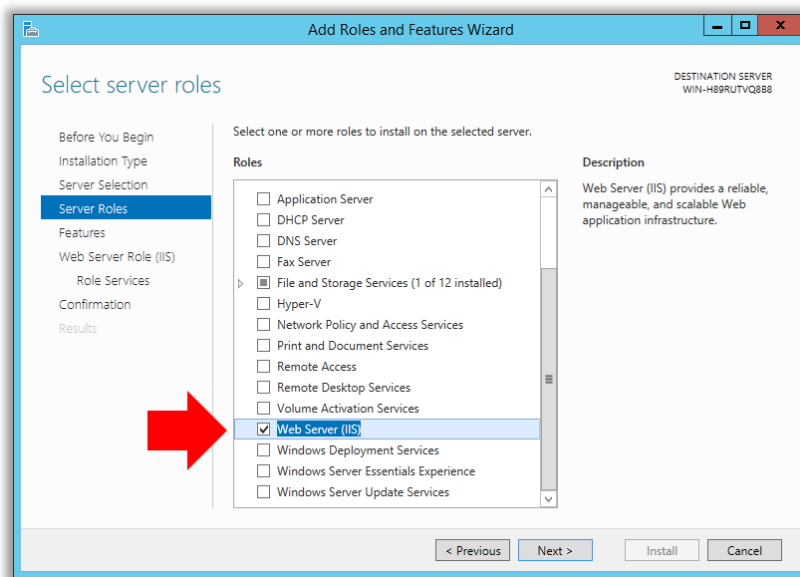 Add Roles and Features Wizard
Select server roles
DESTINATION SERVER
WIN-H89RUTVQ8B8
Before You Begin
Installation Type
Server Selection
Server Roles
Features
Web Server Role (IIS)
Role Services
Confirmation
Results
Select one or more roles to install on the selected server.
Roles
Application Server
DHCP Server
DNS Server
Fax Server
File and Storage Services (1 of 12 installed)
Hyper-V
Network Policy and Access Services
Print and Document Services
Remote Access
Remote Desktop Services
Volume Activation Services
Web Server (IIS)
Windows Deployment Services
Windows Server Essentials Experience
Windows Server Update Services
Description
Web Server (IIS) provides a reliable,
manageable, and scalable Web
application infrastructure.
< Previous
Next >
Install
Cancel